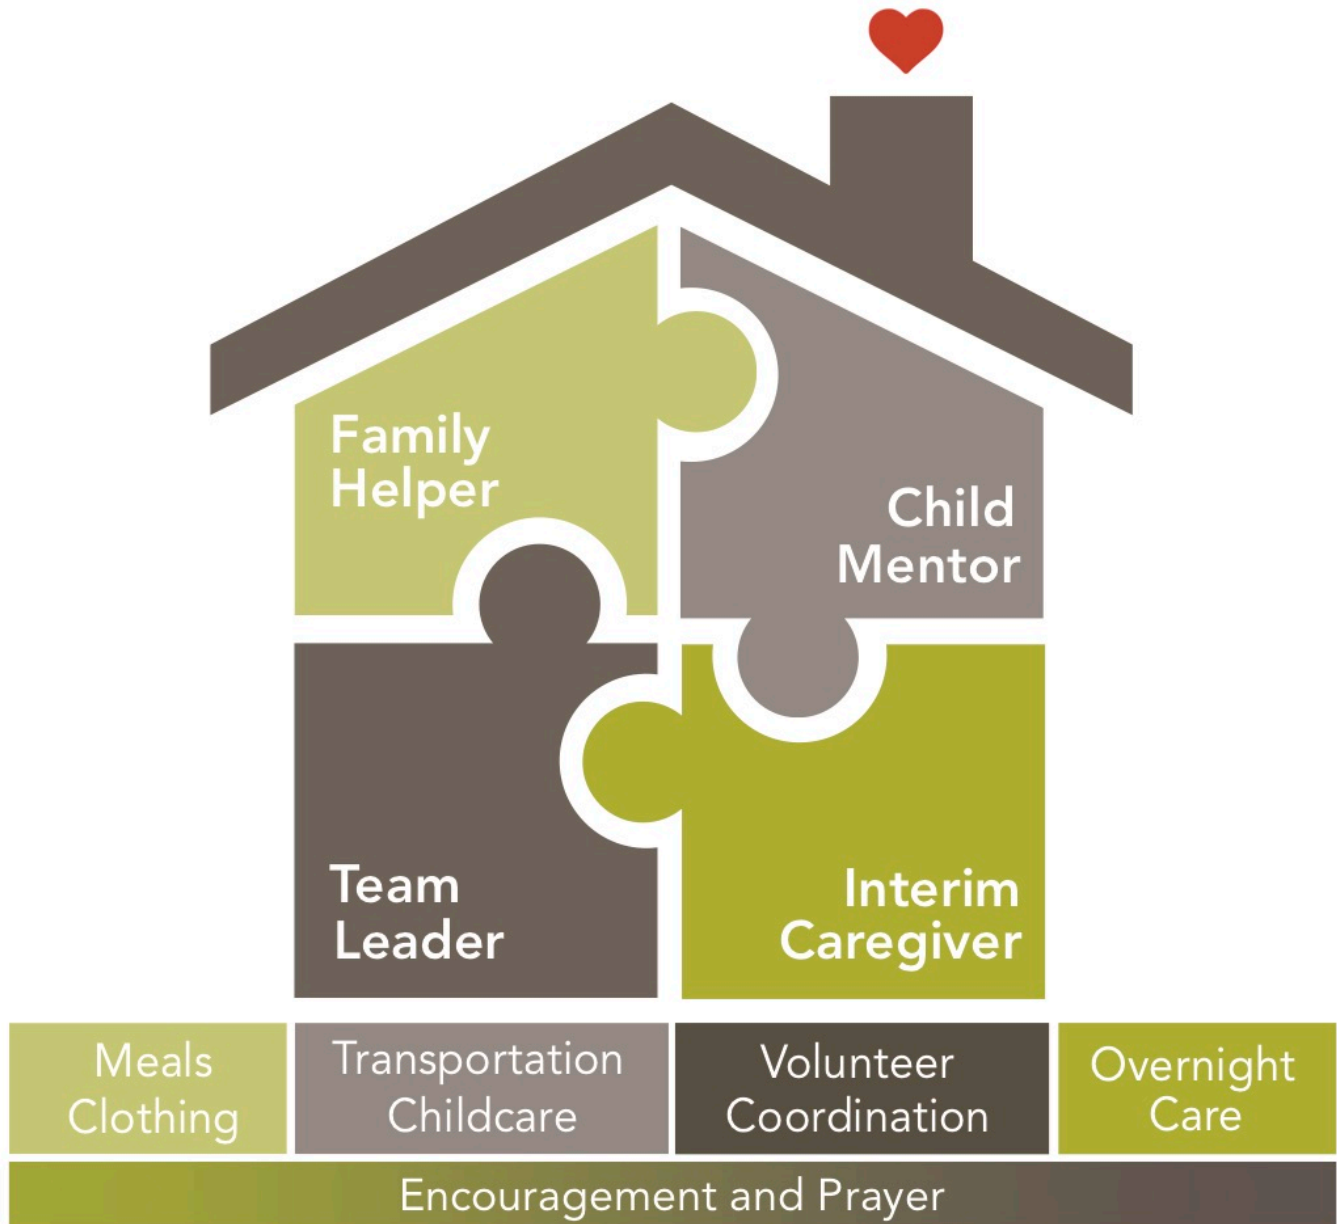 Family
Helper
Child
Mentor
Team
Leader
Interim
Caregiver
Meals
Clothing
Transportation
Childcare
Volunteer
Coordination
Overnight
Care
Encouragement and Prayer